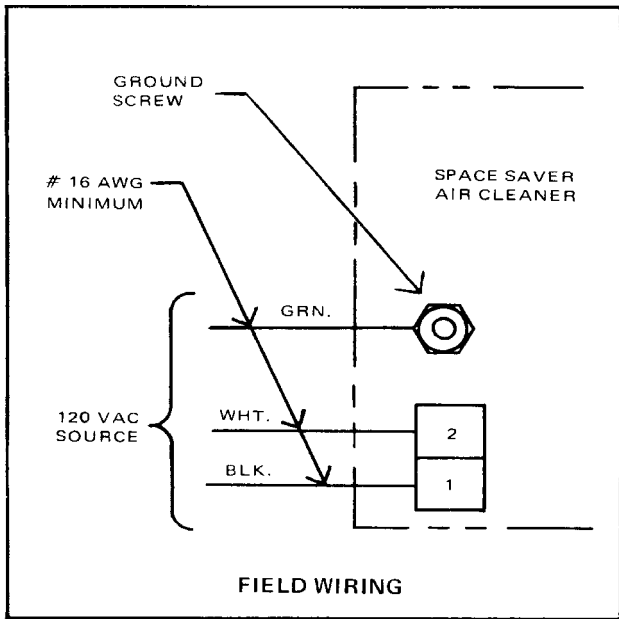 GROUND
SCREW
# 16 AWG
MINIMUM
SPACE SAVER
AIR CLEANER
GRN.
120 VAC
SOURCE
WHT.
2
BLK.
1
FIELD WIRING